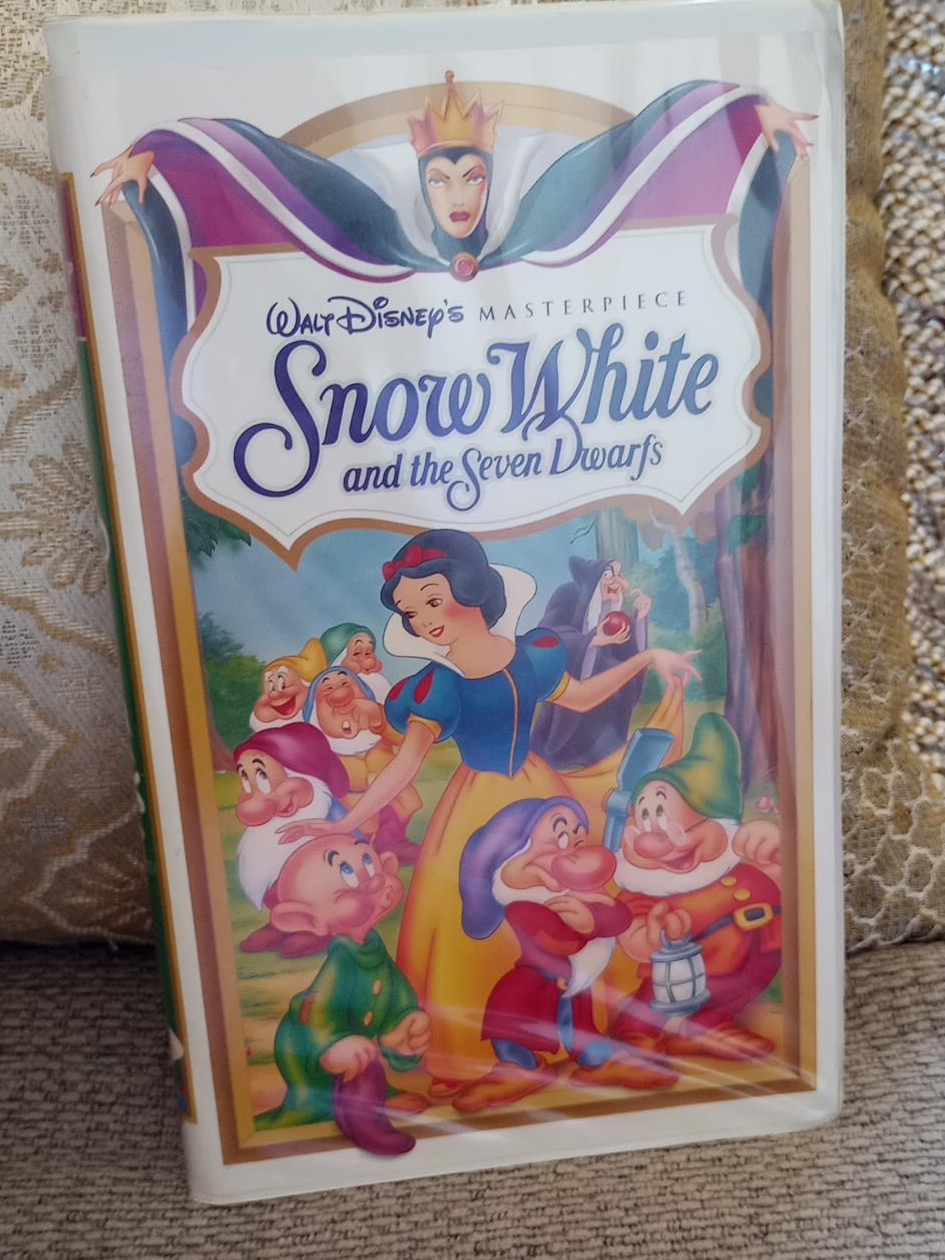 WALT DISNEY'S MASTERPIECE
Snow White
and the Seven Dwarfs